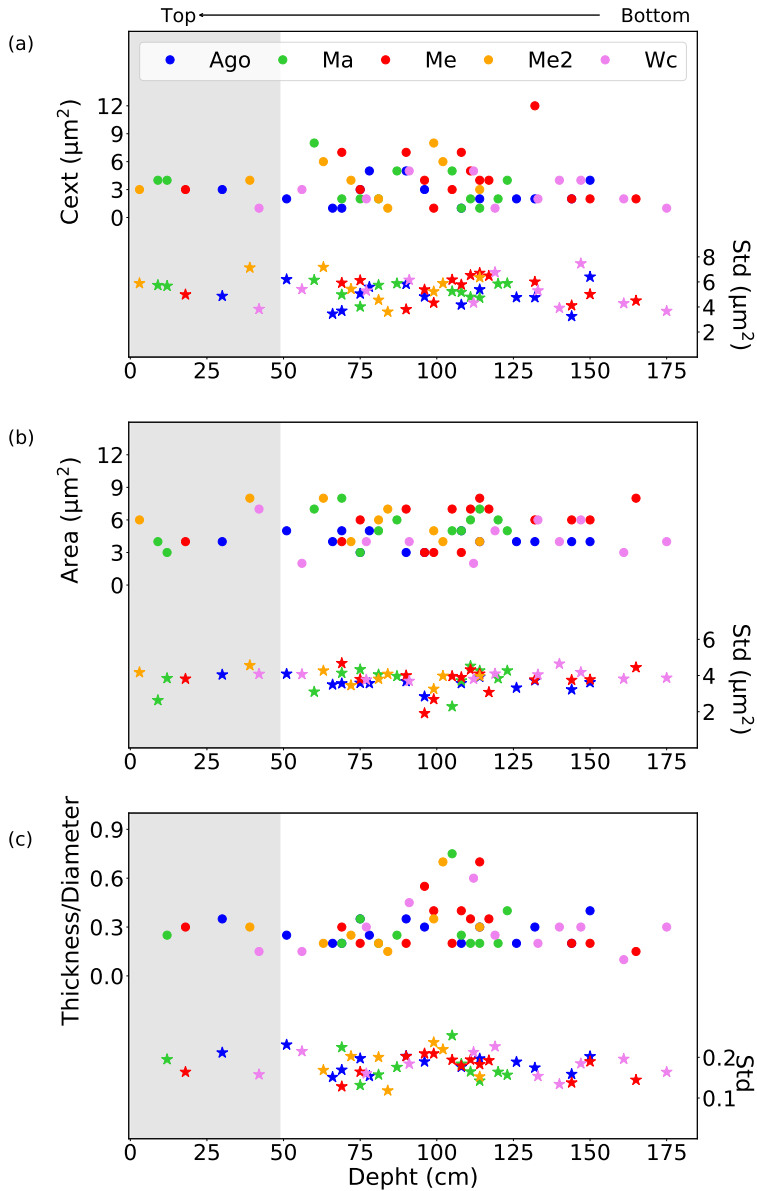 Top Bottom
(a)
Ago Ma Me Me2 Wc
12
9
6
3
0
Cext (μm²)
8
6
4
2
Std (μm²)
0 25 50 75 100 125 150 175
(b)
12
9
6
3
0
Area (μm²)
6
4
2
Std (μm²)
0 25 50 75 100 125 150 175
(c)
0.9
0.6
0.3
0.0
Thickness/Diameter
0.2
0.1
Std
0 25 50 75 100 125 150 175
Depht (cm)